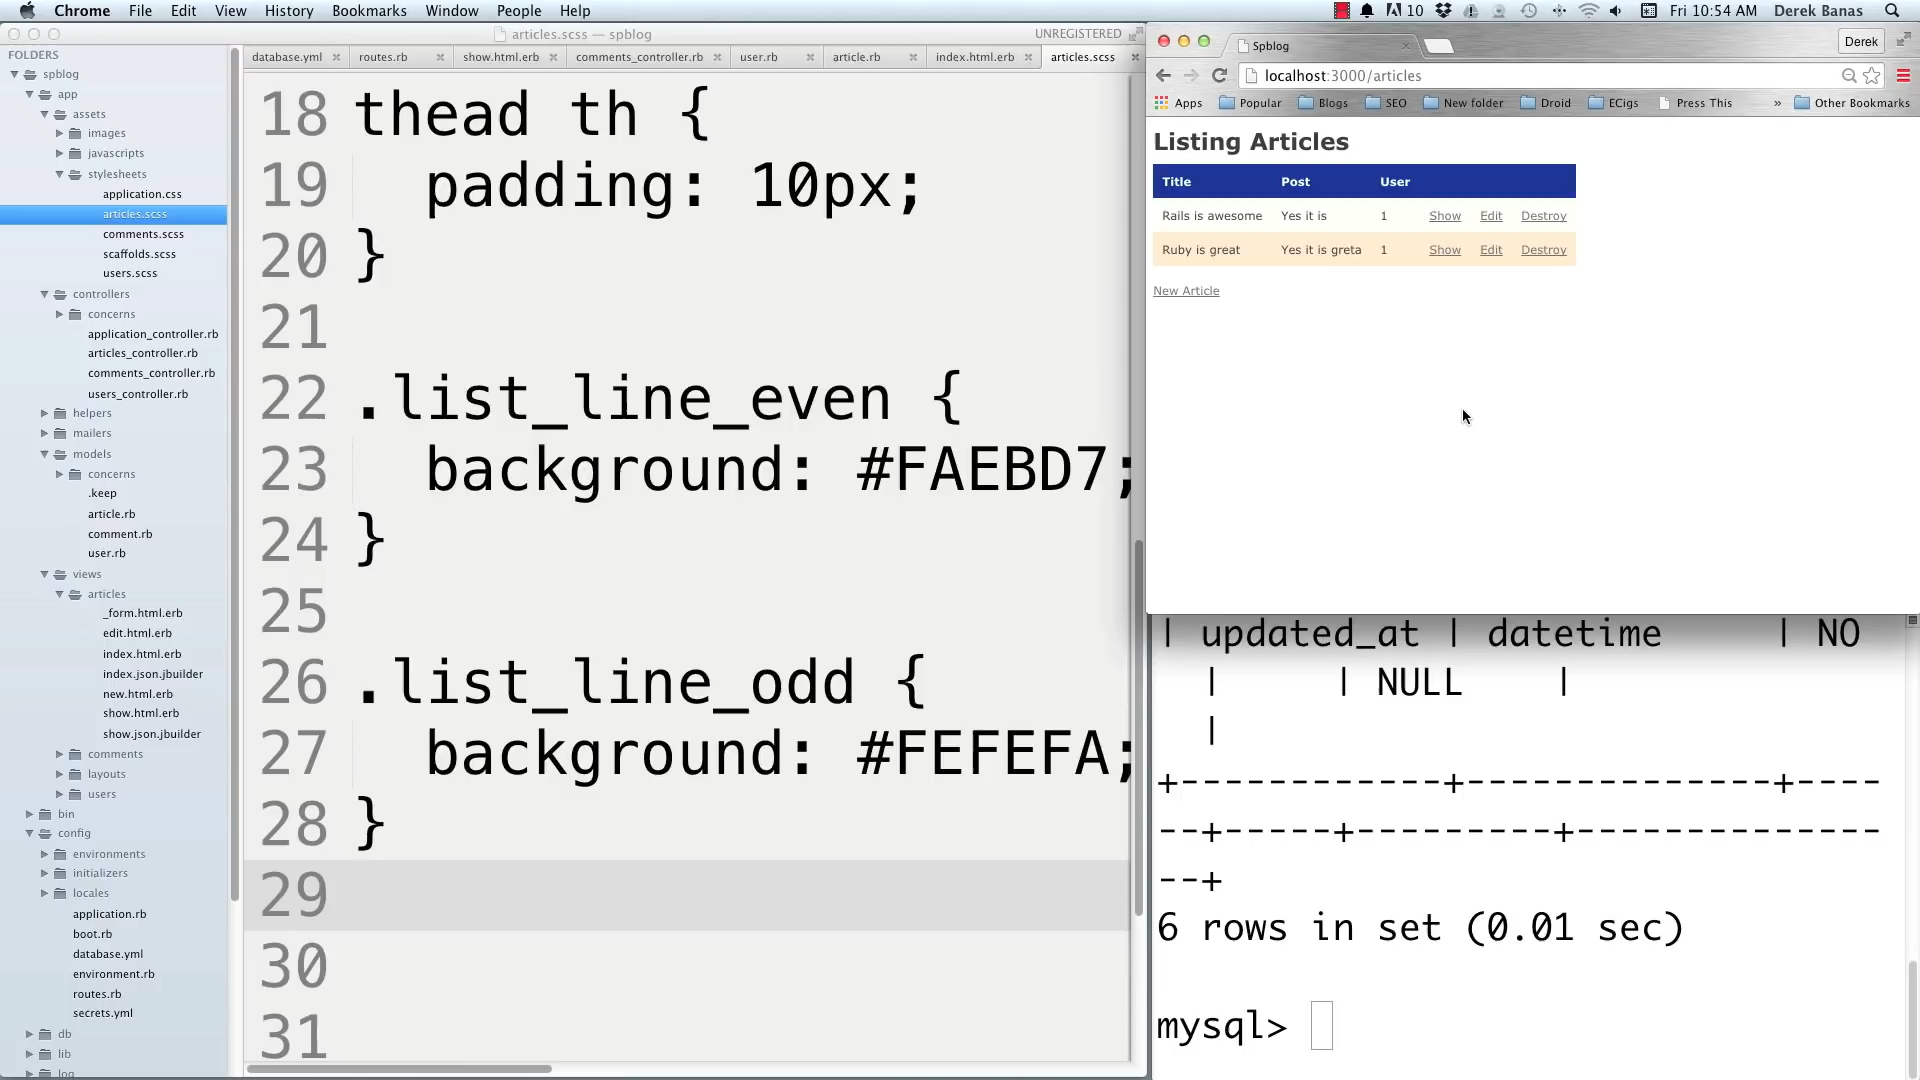 Chrome File Edit View History Bookmarks Window People Help
10 Fri 10:54 AM Derek Banas
articles.scss — spblog
UNREGISTERED
FOLDERS
spblog
app
assets
images
javascripts
stylesheets
application.css
articles.scss
comments.scss
scaffolds.scss
users.scss
controllers
concerns
application_controller.rb
articles_controller.rb
comments_controller.rb
users_controller.rb
helpers
mailers
models
concerns
.keep
article.rb
comment.rb
user.rb
views
articles
_form.html.erb
edit.html.erb
index.html.erb
index.json.jbuilder
new.html.erb
show.html.erb
show.json.jbuilder
comments
layouts
users
bin
config
environments
initializers
locales
application.rb
boot.rb
database.yml
environment.rb
routes.rb
secrets.yml
db
lib
log
database.yml routes.rb show.html.erb comments_controller.rb user.rb article.rb index.html.erb articles.scss
18 thead th {
19 padding: 10px;
20 }
21
22 .list_line_even {
23 background: #FAEBD7;
24 }
25
26 .list_line_odd {
27 background: #FEFEFA;
28 }
29
30
31
Spblog
Derek
localhost:3000/articles
Apps Popular Blogs SEO New folder Droid ECigs Press This » Other Bookmarks
Listing Articles
Title Post User
Rails is awesome Yes it is 1 Show Edit Destroy
Ruby is great Yes it is greta 1 Show Edit Destroy
New Article
| updated_at | datetime | NO
| | NULL |
|
+------------+--------------+----
--+-----+---------+--------------
--+
6 rows in set (0.01 sec)
mysql>